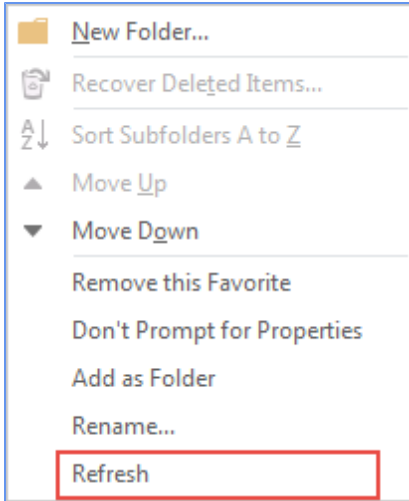 New Folder...
Recover Deleted Items...
A
Z
Sort Subfolders A to Z
Move Up
Move Down
Remove this Favorite
Don't Prompt for Properties
Add as Folder
Rename...
Refresh